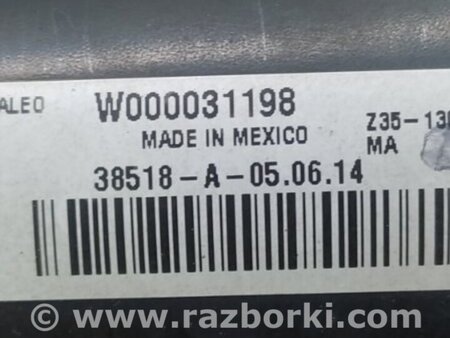 ALEO W000031198
MADE IN MEXICO Z35-13
38518-A-05.06.14 MA
www.razborki.com